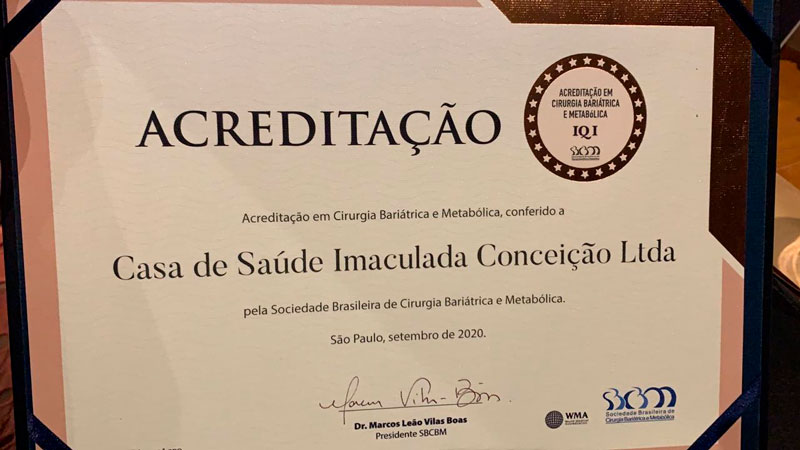 ACREDITAÇÃO
ACREDITAÇÃO EM
CIRURGIA BARIÁTRICA
E METABÓLICA
IQI
SBCBM
Acreditação em Cirurgia Bariátrica e Metabólica, conferido a
Casa de Saúde Imaculada Conceição Ltda
pela Sociedade Brasileira de Cirurgia Bariátrica e Metabólica.
São Paulo, setembro de 2020.
Dr. Marcos Leão Vilas Boas
Presidente SBCBM
WMA
SBCBM
Sociedade Brasileira de
Cirurgia Bariátrica e Metabólica